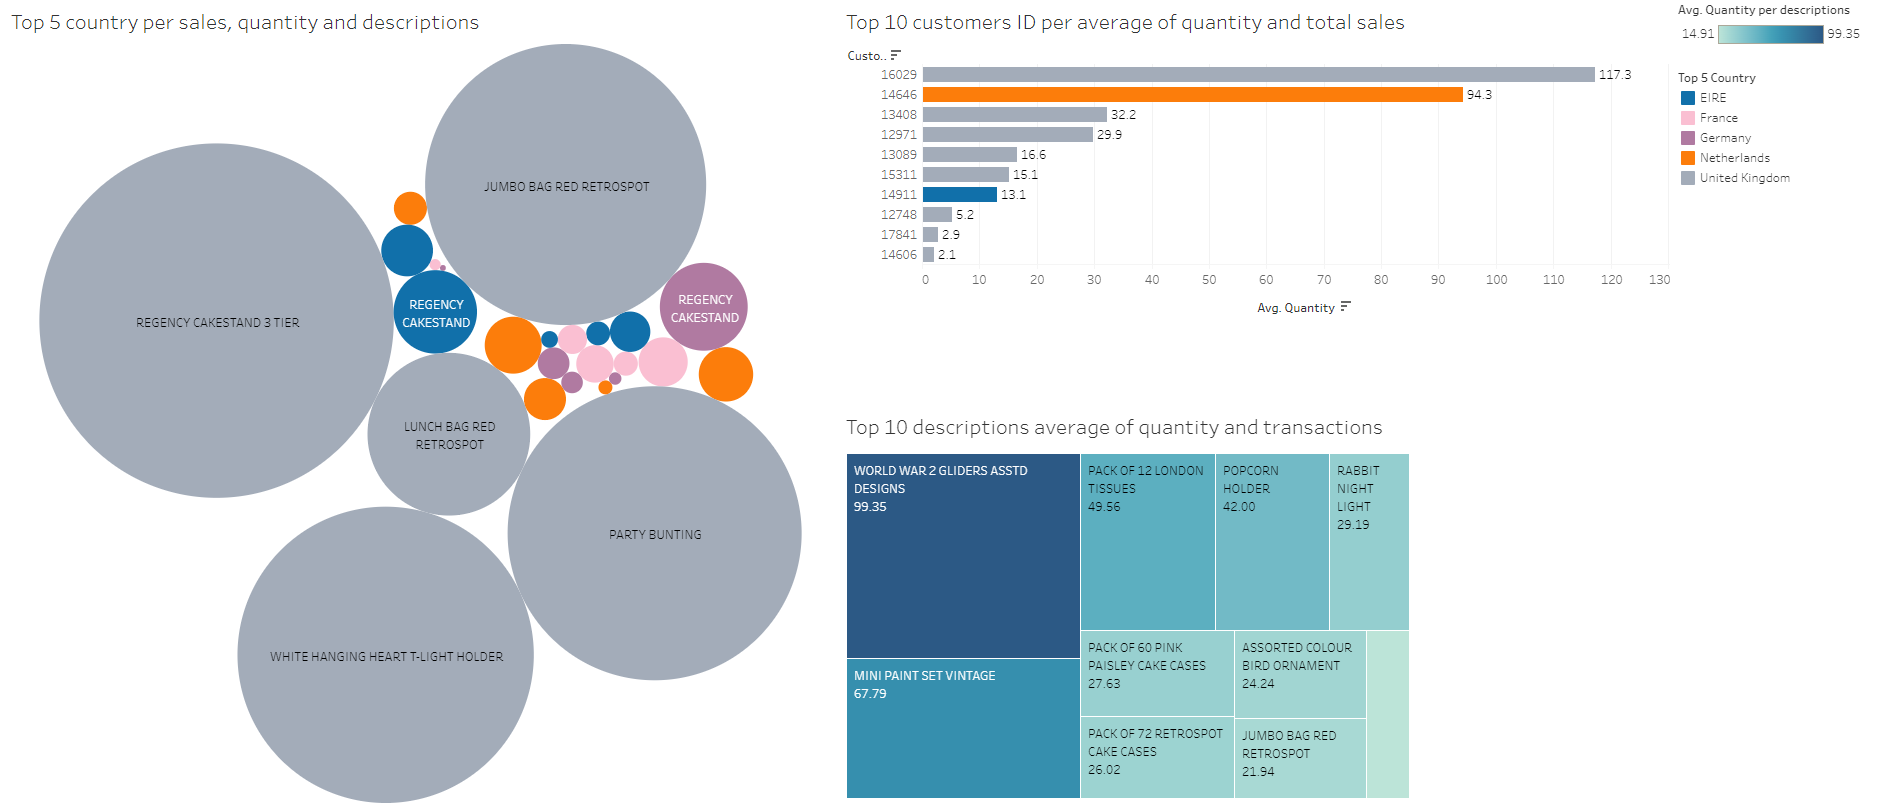 Top 5 country per sales, quantity and descriptions
REGENCY CAKESTAND 3 TIER
JUMBO BAG RED RETROSPOT
REGENCY
CAKESTAND
REGENCY
CAKESTAND
LUNCH BAG RED
RETROSPOT
PARTY BUNTING
WHITE HANGING HEART T-LIGHT HOLDER
Top 10 customers ID per average of quantity and total sales
Custo..
16029 117.3
14646 94.3
13408 32.2
12971 29.9
13089 16.6
15311 15.1
14911 13.1
12748 5.2
17841 2.9
14606 2.1
0 10 20 30 40 50 60 70 80 90 100 110 120 130
Avg. Quantity
Avg. Quantity per descriptions
14.91 99.35
Top 5 Country
EIRE
France
Germany
Netherlands
United Kingdom
Top 10 descriptions average of quantity and transactions
WORLD WAR 2 GLIDERS ASSTD
DESIGNS
99.35
MINI PAINT SET VINTAGE
67.79
PACK OF 12 LONDON
TISSUES
49.56
POPCORN
HOLDER
42.00
RABBIT
NIGHT
LIGHT
29.19
PACK OF 60 PINK
PAISLEY CAKE CASES
27.63
PACK OF 72 RETROSPOT
CAKE CASES
26.02
ASSORTED COLOUR
BIRD ORNAMENT
24.24
JUMBO BAG RED
RETROSPOT
21.94